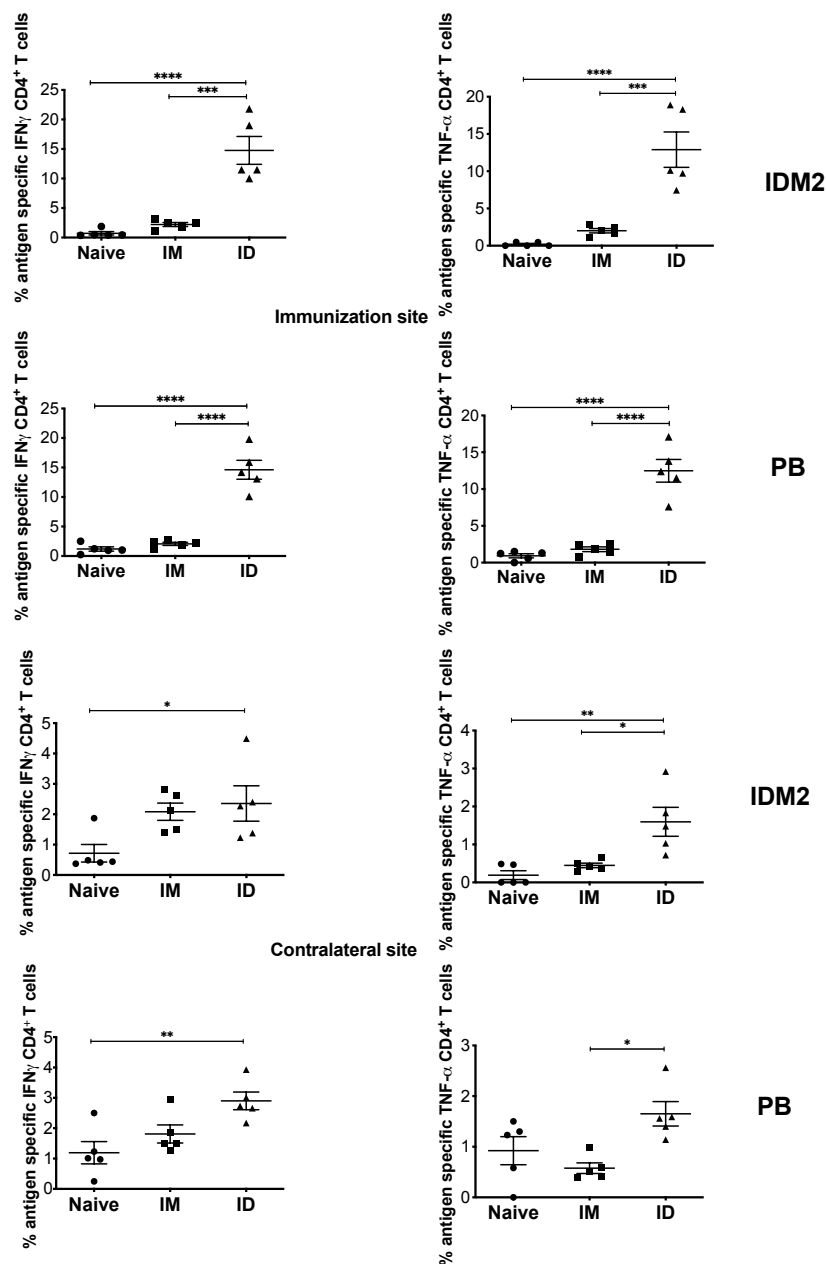 % antigen specific IFNγ CD4+ T cells
25
20
15
10
5
0
****
***
Naive IM ID
% antigen specific TNF-α CD4+ T cells
20
15
10
5
0
****
***
Naive IM ID
IDM2
Immunization site
% antigen specific IFNγ CD4+ T cells
25
20
15
10
5
0
****
****
Naive IM ID
% antigen specific TNF-α CD4+ T cells
20
15
10
5
0
****
****
Naive IM ID
PB
% antigen specific IFNγ CD4+ T cells
5
4
3
2
1
0
*
Naive IM ID
% antigen specific TNF-α CD4+ T cells
4
3
2
1
0
**
*
Naive IM ID
IDM2
Contralateral site
% antigen specific IFNγ CD4+ T cells
5
4
3
2
1
0
**
Naive IM ID
% antigen specific TNF-α CD4+ T cells
3
2
1
0
*
Naive IM ID
PB